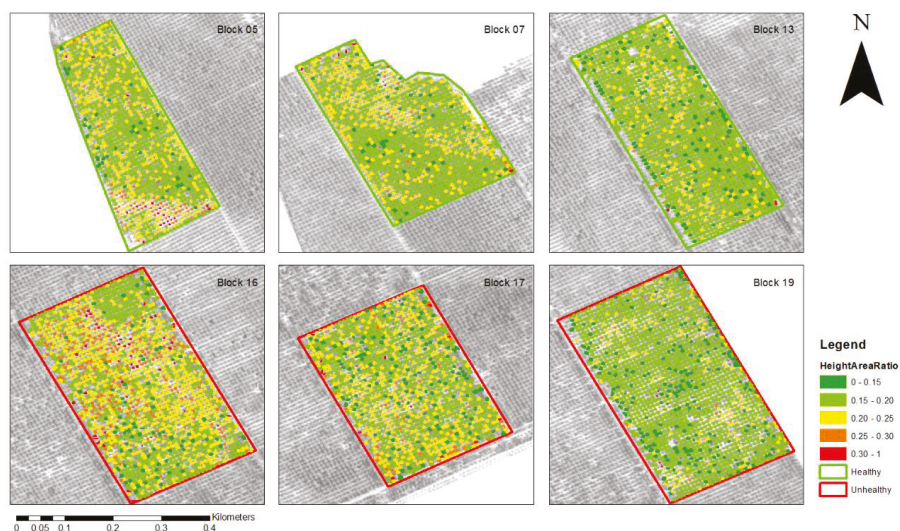 Block 05
Block 07
Block 13
N
Block 16
Block 17
Block 19
Legend
HeightAreaRatio
0 - 0.15
0.15 - 0.20
0.20 - 0.25
0.25 - 0.30
0.30 - 1
Healthy
Unhealthy
Kilometers
0 0.05 0.1 0.2 0.3 0.4